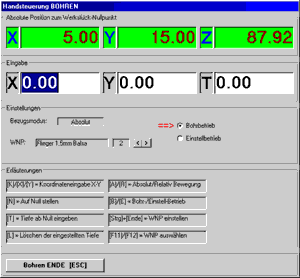 Handsteuerung BOHREN
Absolute Position zum Werkstück-Nullpunkt
X 5.00 Y 15.00 Z 87.92
Eingabe
X 0.00 Y 0.00 T 0.00
Einstellungen
Bezugsmodus: Absolut ==> Bohrbetrieb
Einstellbetrieb
WNP: Flieger 1.5mm Balsa 2 < | >
Erläuterungen
[K]/[X]/[Y] = Koordinateneingabe X-Y [A]/[R] = Absolut/Relativ Bewegung
[N] = Auf Null stellen [B]/[E] = Bohr-/Einstell-Betrieb
[T] = Tiefe ab Null eingeben [Strg]+[Ende] = WNP einstellen
[L] = Löschen der eingestellten Tiefe [F11]/[F12] = WNP auswählen
Bohren ENDE [ESC]